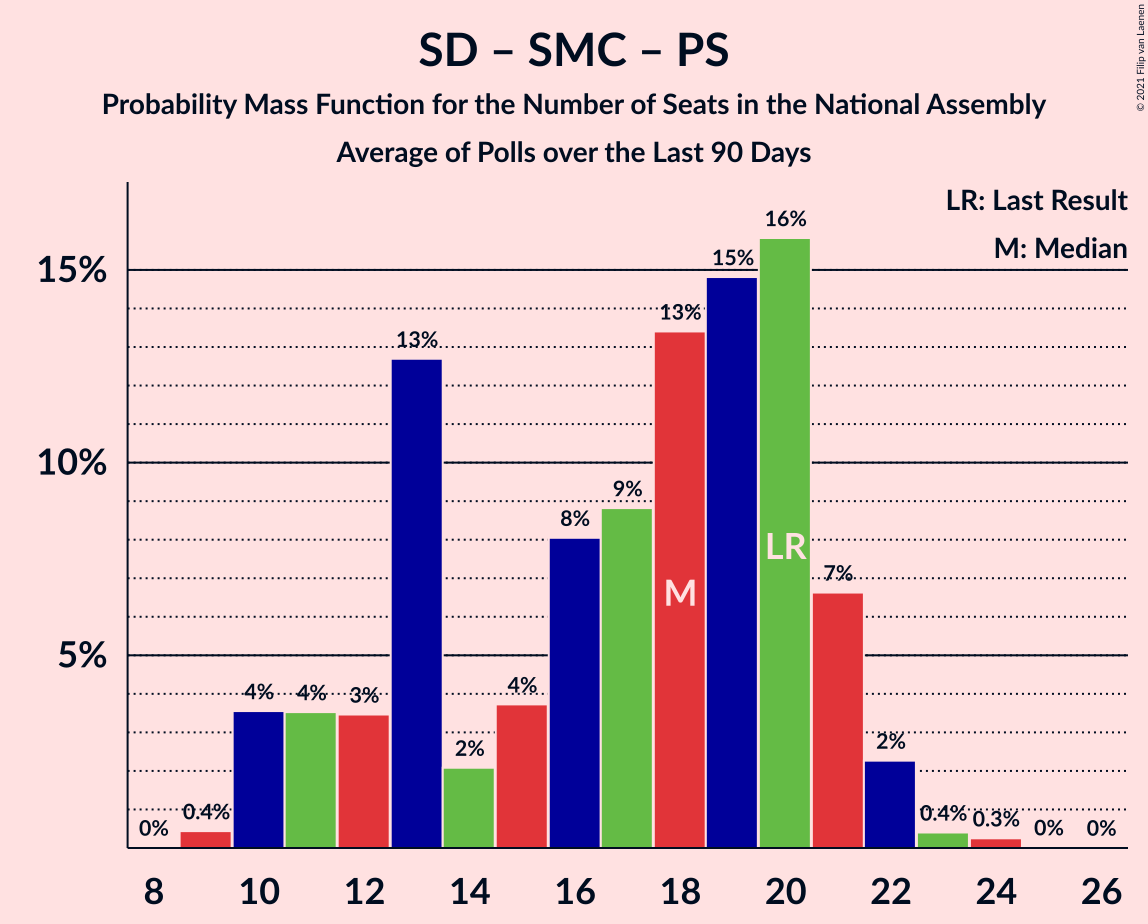 SD – SMC – PS
Probability Mass Function for the Number of Seats in the National Assembly
Average of Polls over the Last 90 Days
© 2021 Filip van Laenen
LR: Last Result
M: Median
15%
10%
5%
0%
0.4%
4%
4%
3%
13%
2%
4%
8%
9%
13%
15%
16%
7%
2%
0.4%
0.3%
0%
0%
M
LR
8 10 12 14 16 18 20 22 24 26